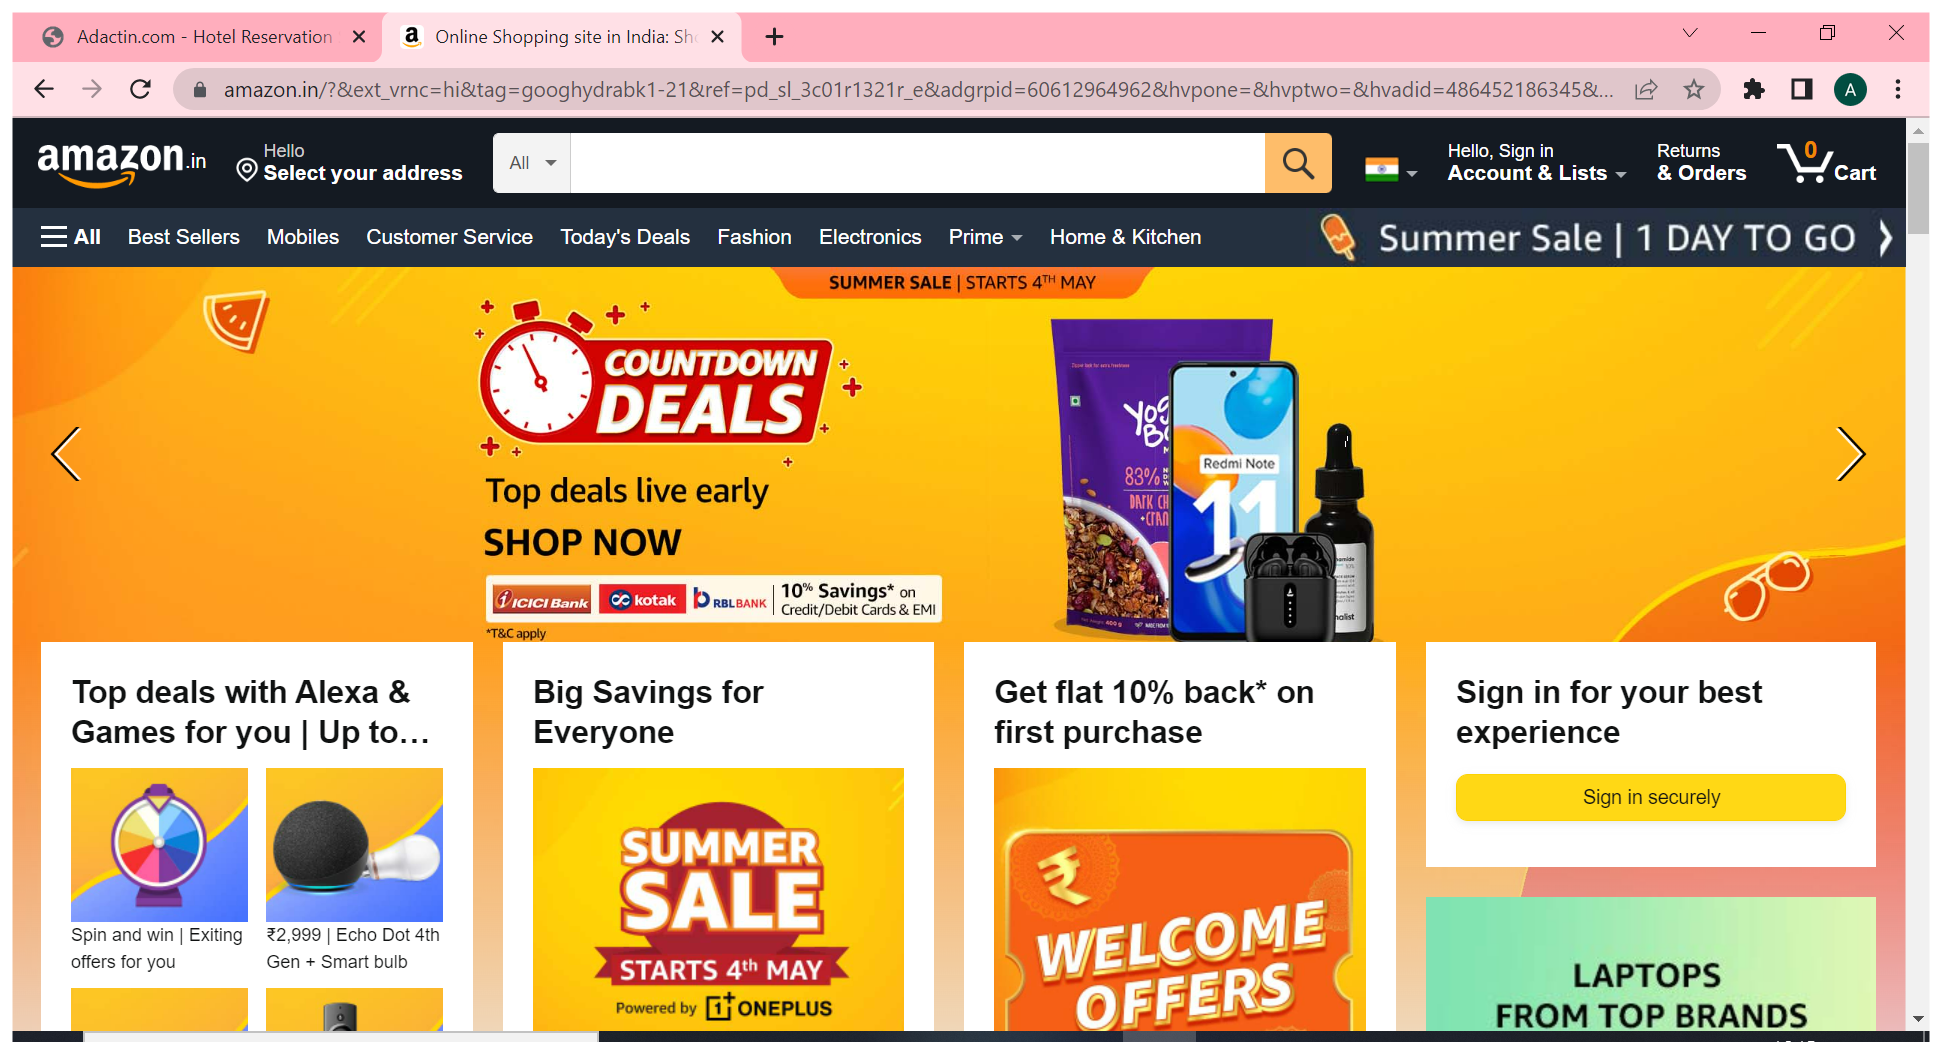 Adactin.com - Hotel Reservation
Online Shopping site in India: Sh
amazon.in/?&ext_vrnc=hi&tag=googhydrabk1-21&ref=pd_sl_3c01r1321r_e&adgrpid=60612964962&hvpone=&hvptwo=&hvadid=486452186345&...
A
amazon.in
Hello
Select your address
All
Hello, Sign in
Account & Lists
Returns
& Orders
0
Cart
All Best Sellers Mobiles Customer Service Today's Deals Fashion Electronics Prime Home & Kitchen
Summer Sale | 1 DAY TO GO
SUMMER SALE | STARTS 4TH MAY
COUNTDOWN
DEALS
Top deals live early
SHOP NOW
ICICI Bank kotak RBLBANK
10% Savings* on
Credit/Debit Cards & EMI
*T&C apply
83%
Redmi Note
11
Top deals with Alexa &
Games for you | Up to…
Spin and win | Exiting
offers for you
₹2,999 | Echo Dot 4th
Gen + Smart bulb
Big Savings for
Everyone
SUMMER
SALE
STARTS 4th MAY
Powered by 1+ ONEPLUS
Get flat 10% back* on
first purchase
₹
WELCOME
OFFERS
Sign in for your best
experience
Sign in securely
LAPTOPS
FROM TOP BRANDS